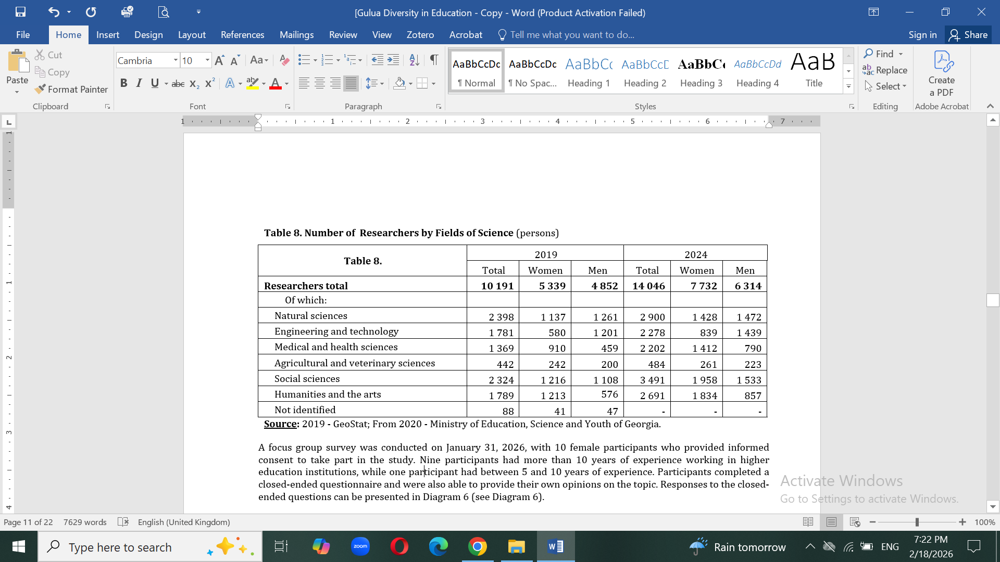 [Gulua Diversity in Education - Copy - Word (Product Activation Failed)
File Home Insert Design Layout References Mailings Review View Zotero Acrobat Tell me what you want to do... Sign in Share
Paste
Cut
Copy
Format Painter
Clipboard
Cambria 10
Font
Paragraph
AaBbCcDc AaBbCcDc AaBbCc AaBbCcD AaBbCc AaBbCcDd AaB
¶ Normal ¶ No Spac... Heading 1 Heading 2 Heading 3 Heading 4 Title
Styles
Find
Replace
Select
Editing
Create
a PDF
Adobe Acrobat
1 1 2 3 4 5 6 7
Table 8. Number of Researchers by Fields of Science (persons)
Table 8. 2019 2024
Total Women Men Total Women Men
Researchers total 10 191 5 339 4 852 14 046 7 732 6 314
Of which:
Natural sciences 2 398 1 137 1 261 2 900 1 428 1 472
Engineering and technology 1 781 580 1 201 2 278 839 1 439
Medical and health sciences 1 369 910 459 2 202 1 412 790
Agricultural and veterinary sciences 442 242 200 484 261 223
Social sciences 2 324 1 216 1 108 3 491 1 958 1 533
Humanities and the arts 1 789 1 213 576 2 691 1 834 857
Not identified 88 41 47 - - -
Source: 2019 - GeoStat; From 2020 - Ministry of Education, Science and Youth of Georgia.
A focus group survey was conducted on January 31, 2026, with 10 female participants who provided informed
consent to take part in the study. Nine participants had more than 10 years of experience working in higher
education institutions, while one participant had between 5 and 10 years of experience. Participants completed a
closed-ended questionnaire and were also able to provide their own opinions on the topic. Responses to the closed-
ended questions can be presented in Diagram 6 (see Diagram 6).
Activate Windows
Go to Settings to activate Windows.
Page 11 of 22 7629 words English (United Kingdom) 100%
Type here to search zoom Rain tomorrow ENG 7:22 PM
2/18/2026